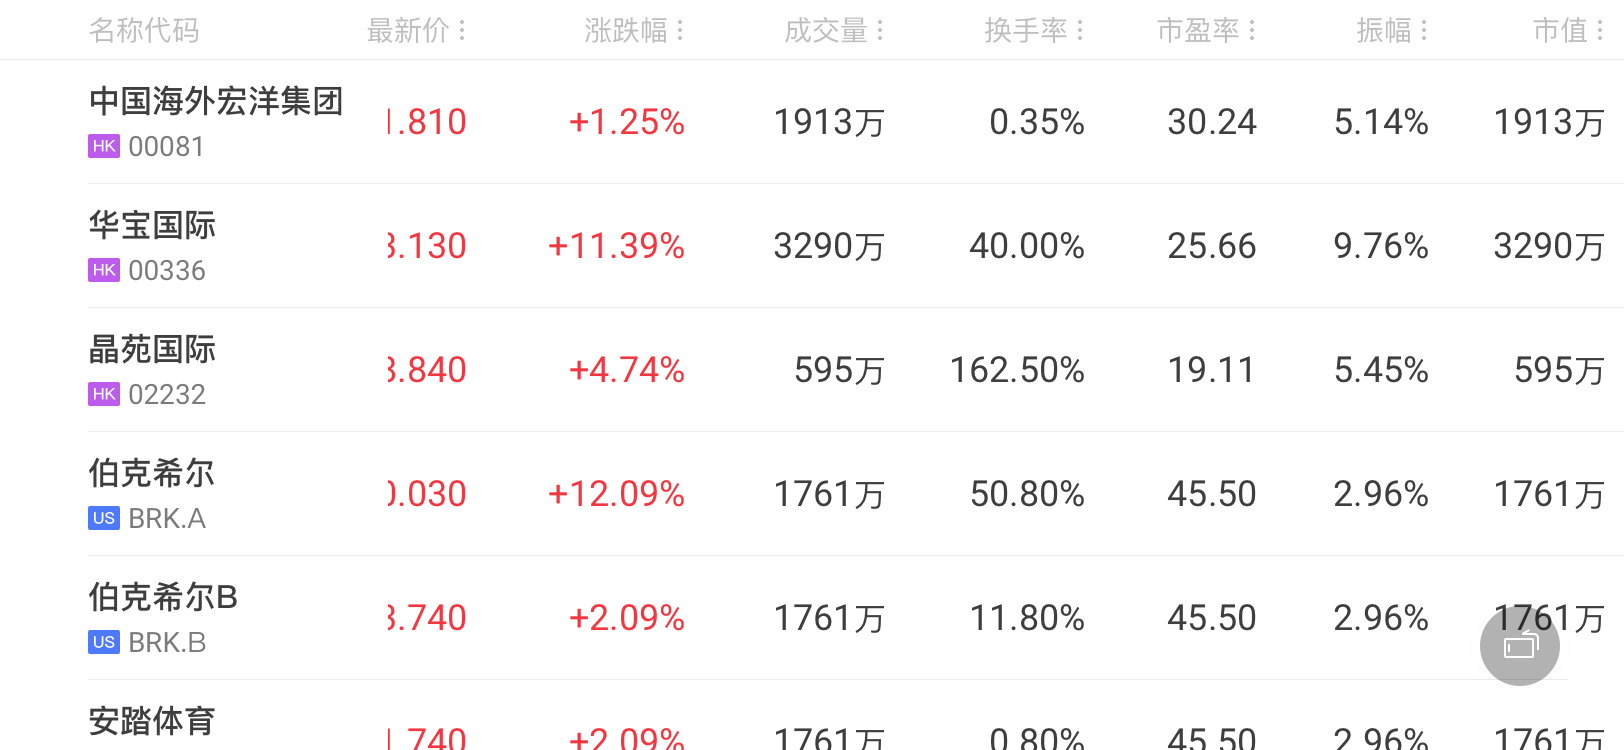 名称代码 最新价 涨跌幅 成交量 换手率 市盈率 振幅 市值
中国海外宏洋集团 .810 +1.25% 1913万 0.35% 30.24 5.14% 1913万
HK 00081
华宝国际 .130 +11.39% 3290万 40.00% 25.66 9.76% 3290万
HK 00336
晶苑国际 .840 +4.74% 595万 162.50% 19.11 5.45% 595万
HK 02232
伯克希尔 .030 +12.09% 1761万 50.80% 45.50 2.96% 1761万
US BRK.A
伯克希尔B .740 +2.09% 1761万 11.80% 45.50 2.96% 1761万
US BRK.B
安踏体育 .740 +2.09% 1761万 0.80% 45.50 2.96% 1761万